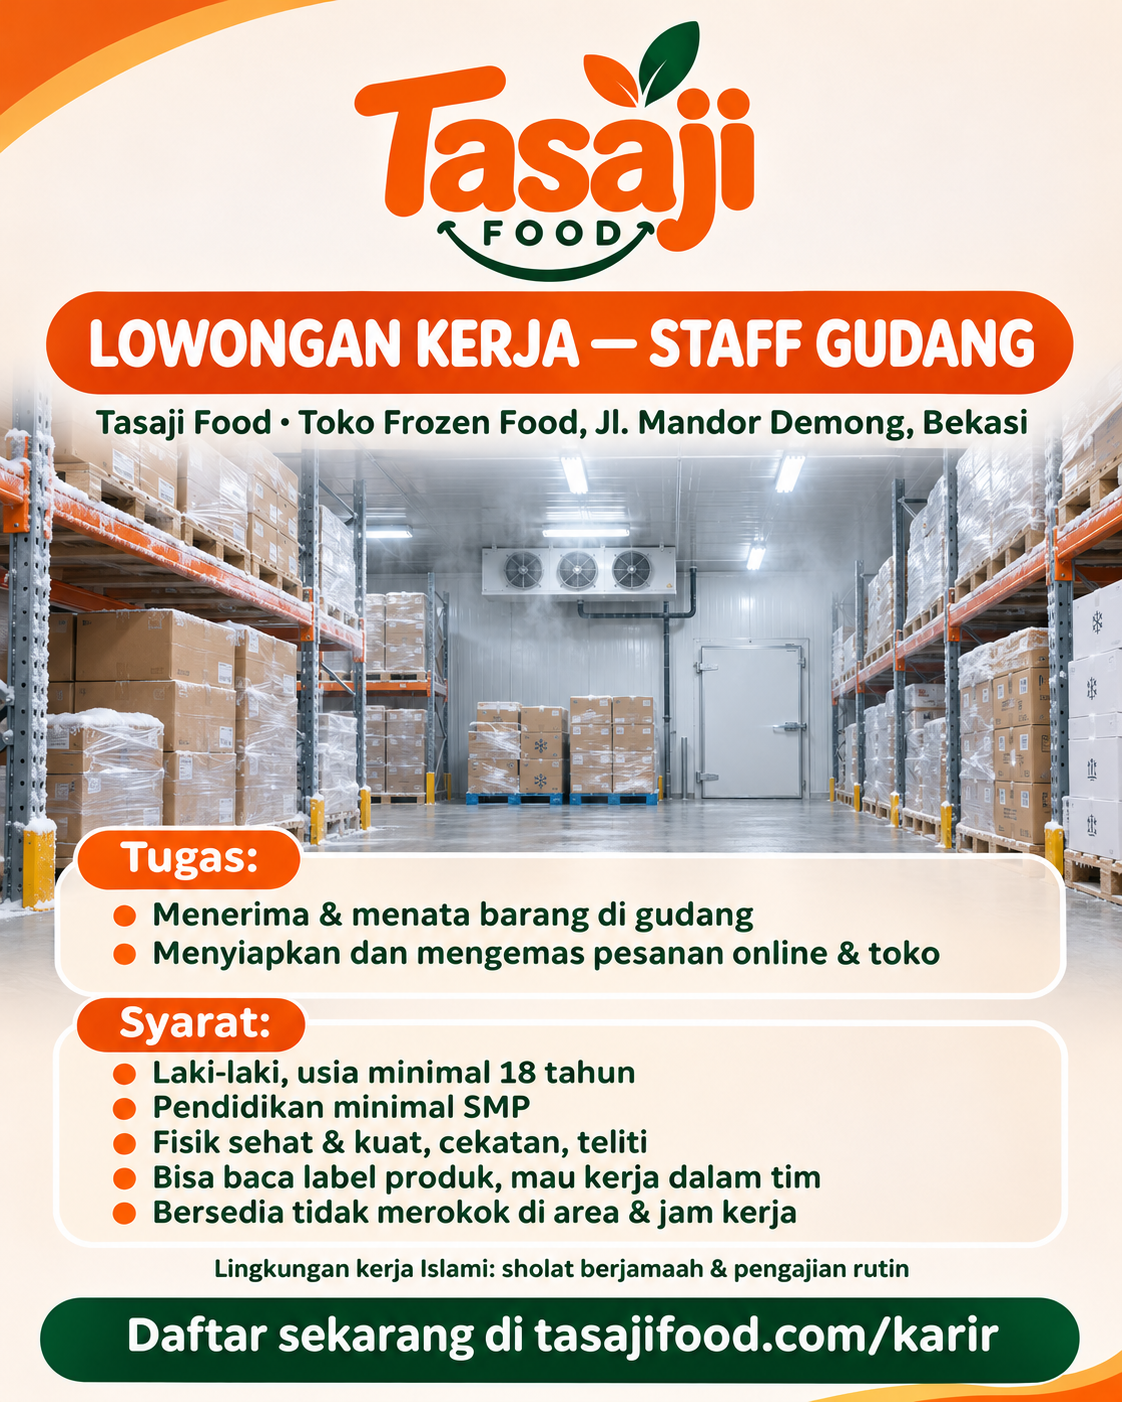 Tasaji
FOOD
LOWONGAN KERJA — STAFF GUDANG
Tasaji Food • Toko Frozen Food, Jl. Mandor Demong, Bekasi
Tugas:
Menerima & menata barang di gudang
Menyiapkan dan mengemas pesanan online & toko
Syarat:
Laki-laki, usia minimal 18 tahun
Pendidikan minimal SMP
Fisik sehat & kuat, cekatan, teliti
Bisa baca label produk, mau kerja dalam tim
Bersedia tidak merokok di area & jam kerja
Lingkungan kerja Islami: sholat berjamaah & pengajian rutin
Daftar sekarang di tasajifood.com/karir